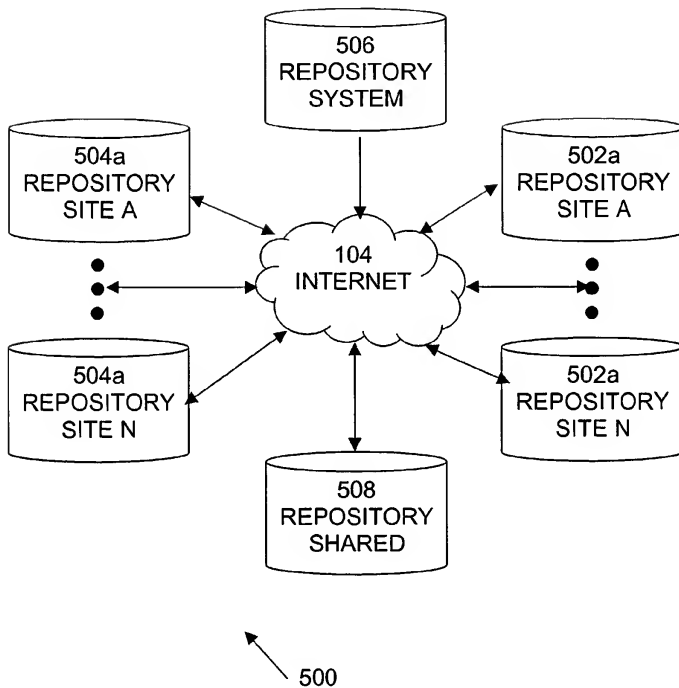 506
REPOSITORY
SYSTEM
504a
REPOSITORY
SITE A
502a
REPOSITORY
SITE A
104
INTERNET
504a
REPOSITORY
SITE N
502a
REPOSITORY
SITE N
508
REPOSITORY
SHARED
500